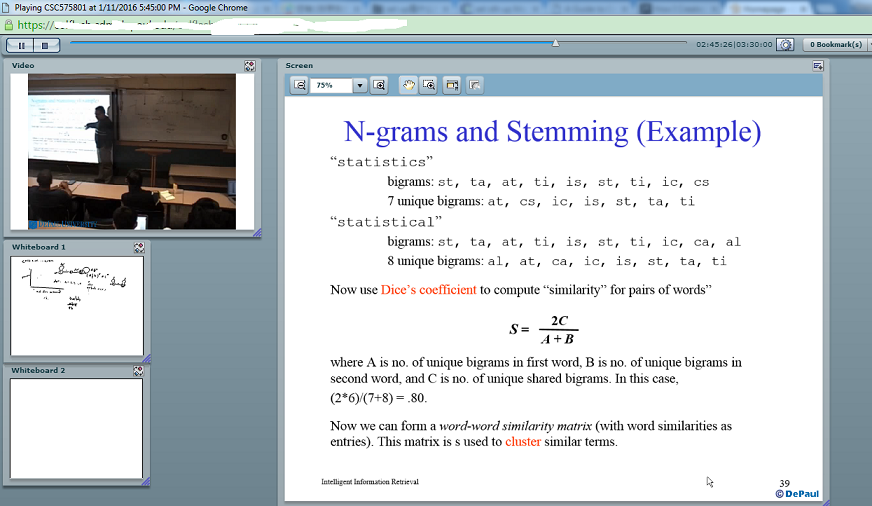 Playing CSC575801 at 1/11/2016 5:45:00 PM - Google Chrome
https://
02:45:26|03:30:00
0 Bookmark(s)
Video
Screen
75%
N-grams and Stemming (Example)
“statistics”
bigrams: st, ta, at, ti, is, st, ti, ic, cs
7 unique bigrams: at, cs, ic, is, st, ta, ti
“statistical”
bigrams: st, ta, at, ti, is, st, ti, ic, ca, al
8 unique bigrams: al, at, ca, ic, is, st, ta, ti
Now use Dice's coefficient to compute “similarity” for pairs of words”
S = 2C
A + B
where A is no. of unique bigrams in first word, B is no. of unique bigrams in
second word, and C is no. of unique shared bigrams. In this case,
(2*6)/(7+8) = .80.
Now we can form a word-word similarity matrix (with word similarities as
entries). This matrix is s used to cluster similar terms.
Intelligent Information Retrieval
39
© DePaul
Whiteboard 1
Whiteboard 2